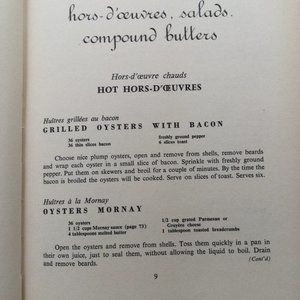 hors-d'œuvres, salads,
compound butters
Hors-d'œuvre chauds
HOT HORS-D'ŒUVRES
Huîtres grillées au bacon
GRILLED OYSTERS WITH BACON
36 oysters freshly ground pepper
36 thin slices bacon 6 slices toast
Choose nice plump oysters, open and remove from shells, remove beards
and wrap each oyster in a small slice of bacon. Sprinkle with freshly ground
pepper. Put them on skewers and broil for a couple of minutes. By the time the
bacon is broiled the oysters will be cooked. Serve on slices of toast. Serves six.
Huîtres à la Mornay
OYSTERS MORNAY
36 oysters 1/2 cup grated Parmesan or
1 1/2 cups Mornay sauce (page 73) Gruyère cheese
4 tablespoons melted butter 1 tablespoon toasted breadcrumbs
Open the oysters and remove from shells. Toss them quickly in a pan in
their own juice, just to seal them, without allowing the liquid to boil. Drain
and remove beards. (Cont'd)
9